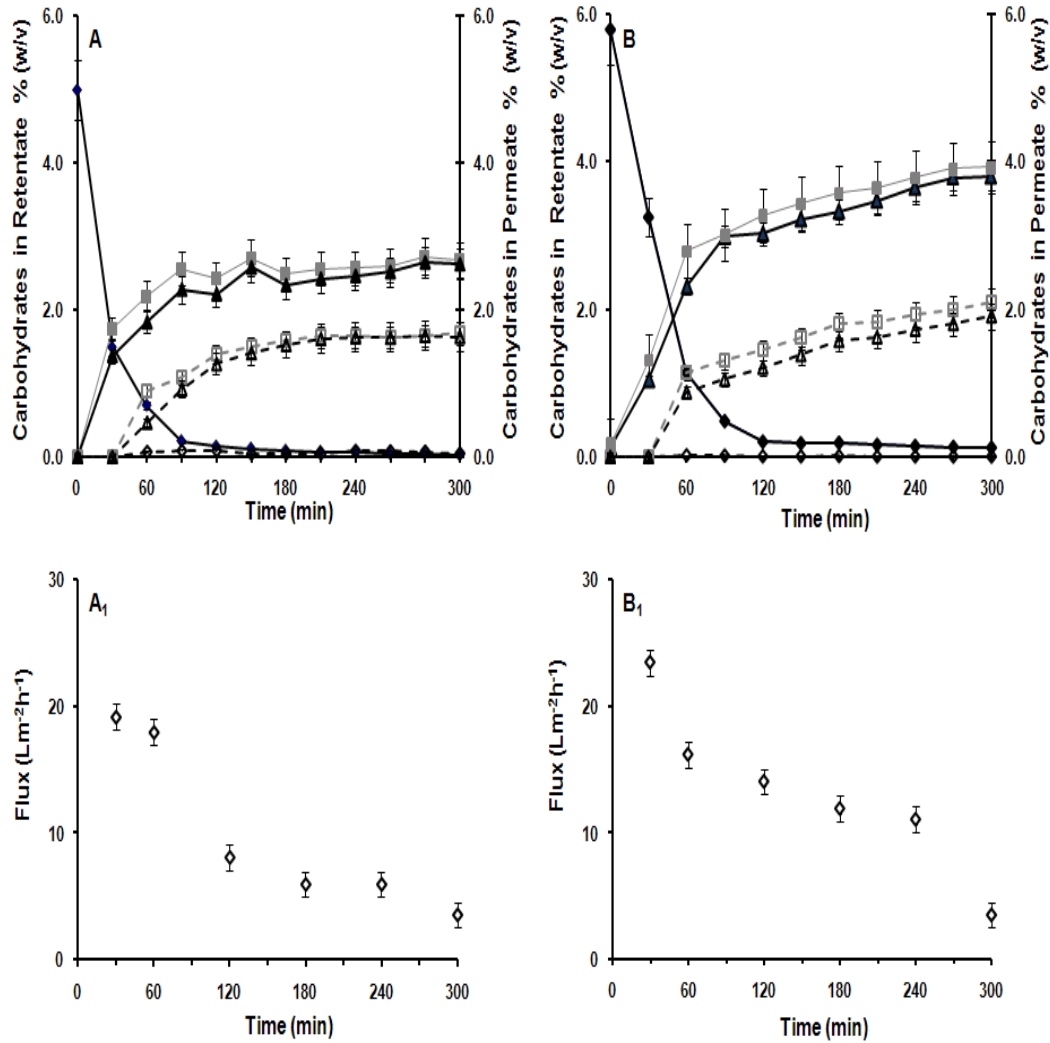 A
Carbohydrates in Retentate % (w/v)
6.0
4.0
2.0
0.0
0 60 120 180 240 300
Time (min)
6.0
4.0
2.0
0.0
Carbohydrates in Permeate % (w/v)
B
Carbohydrates in Retentate % (w/v)
6.0
4.0
2.0
0.0
0 60 120 180 240 300
Time (min)
6.0
4.0
2.0
0.0
Carbohydrates in Permeate % (w/v)
A₁
Flux (Lm⁻²h⁻¹)
30
20
10
0
0 60 120 180 240 300
Time (min)
B₁
Flux (Lm⁻²h⁻¹)
30
20
10
0
0 60 120 180 240 300
Time (min)